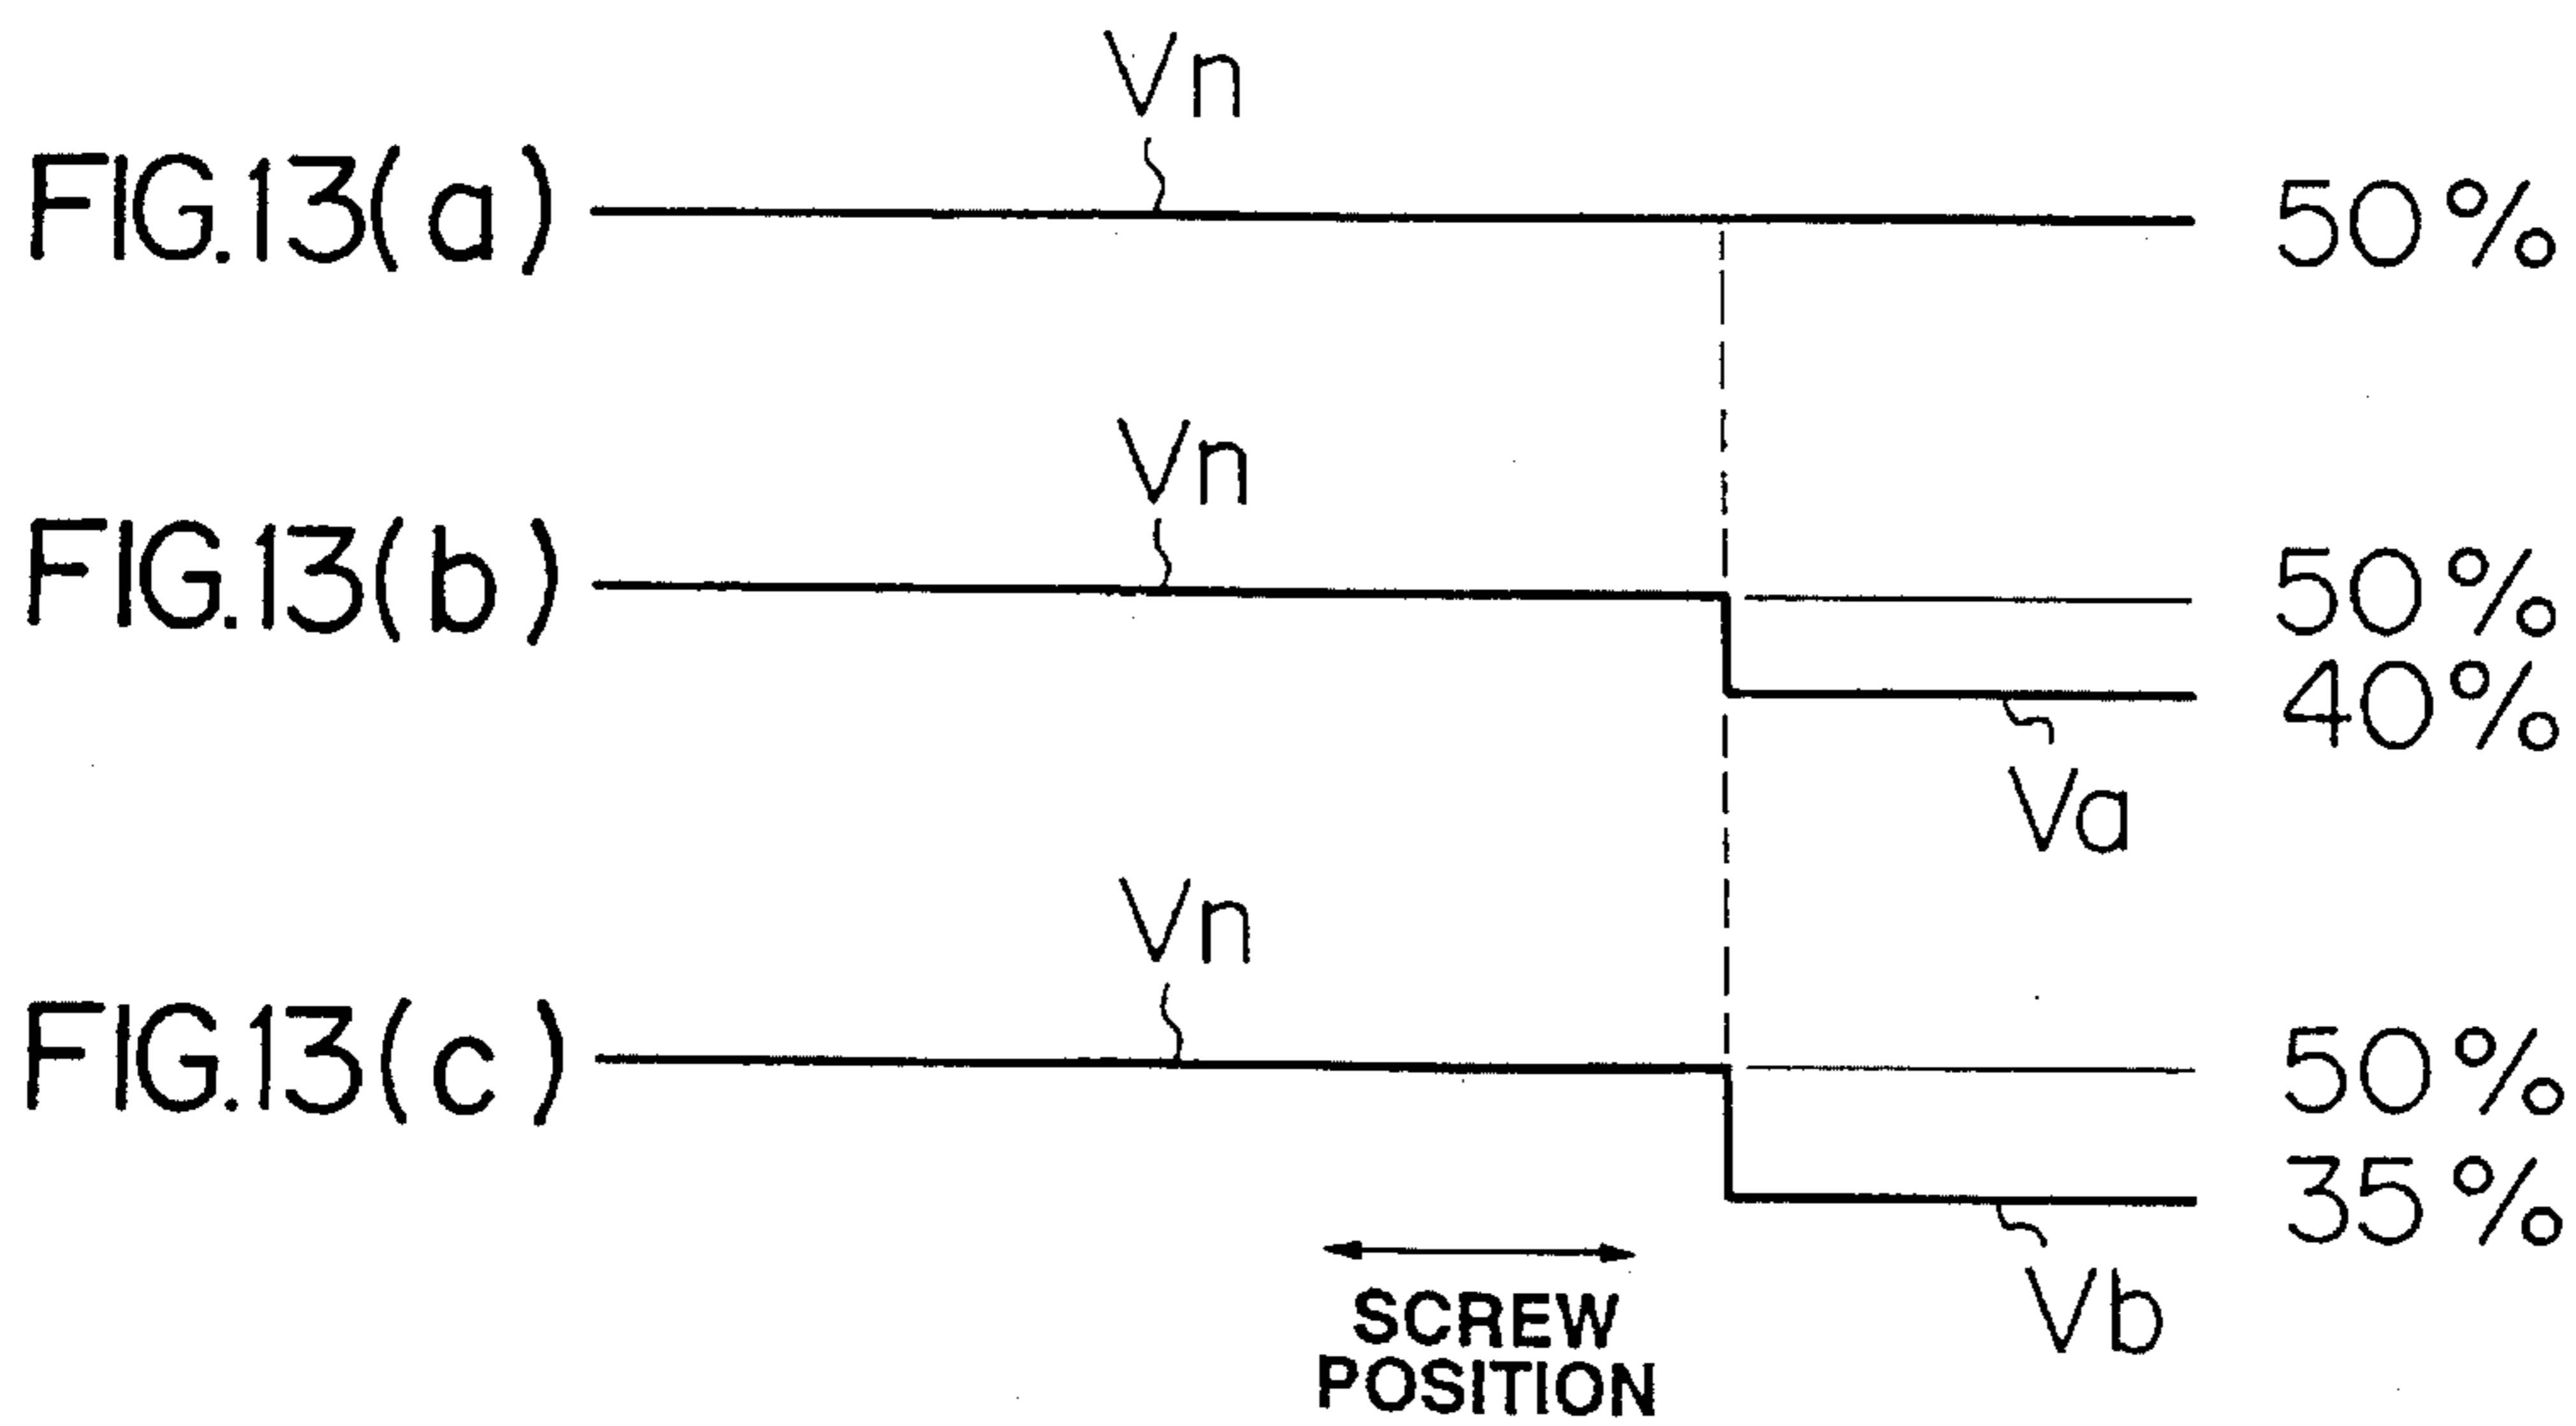 Vn
FIG.13(a) 50%
Vn
FIG.13(b) 50%
40%
Va
Vn
FIG.13(c) 50%
35%
Vb
SCREW
POSITION